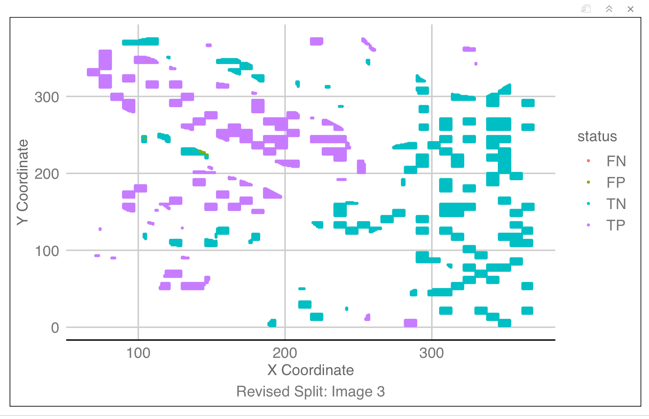 Y Coordinate
300
200
100
0
100
200
300
X Coordinate
Revised Split: Image 3
status
FN
FP
TN
TP